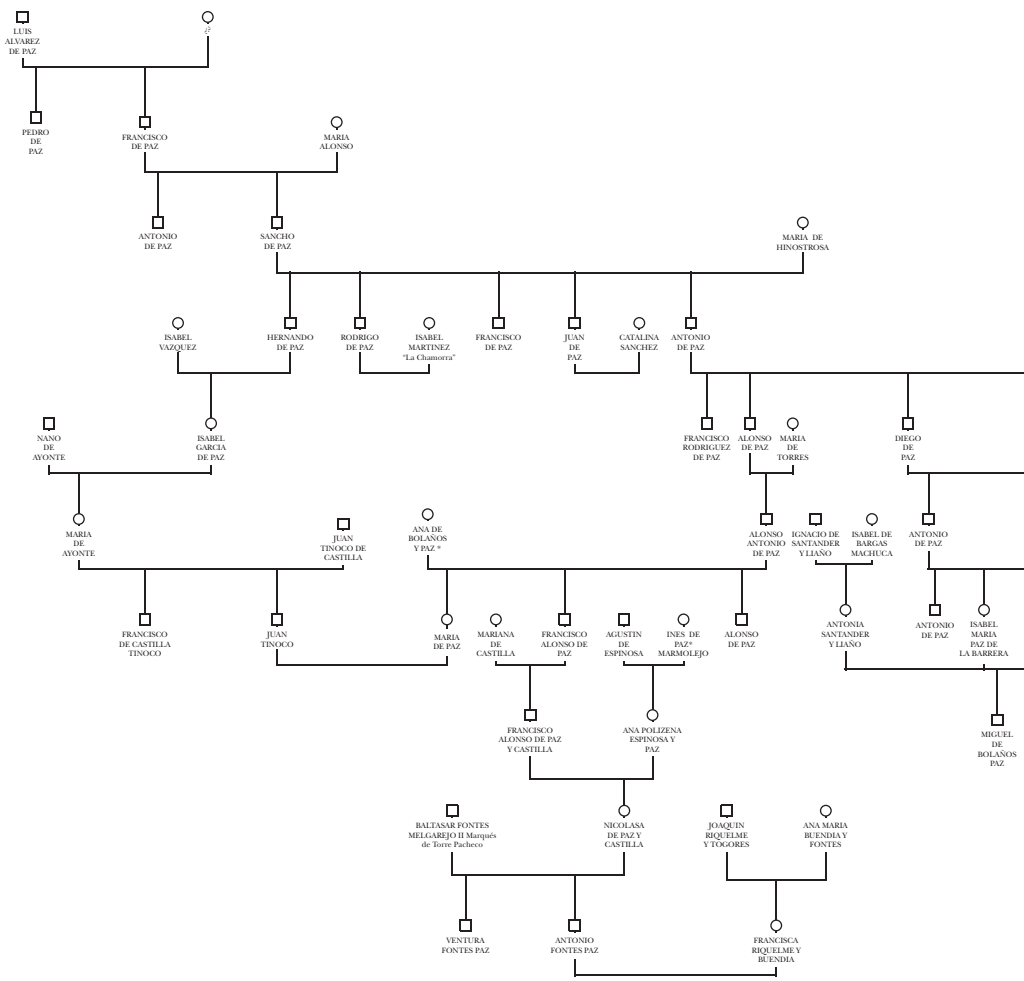 LUIS
ALVAREZ
DE PAZ
¿?
PEDRO
DE
PAZ
FRANCISCO
DE PAZ
MARIA
ALONSO
ANTONIO
DE PAZ
SANCHO
DE PAZ
MARIA DE
HINOSTROSA
ISABEL
VAZQUEZ
HERNANDO
DE PAZ
RODRIGO
DE PAZ
ISABEL
MARTINEZ
"La Chamorra"
FRANCISCO
DE PAZ
JUAN
DE
PAZ
CATALINA
SANCHEZ
ANTONIO
DE PAZ
NANO
DE
AYONTE
ISABEL
GARCIA
DE PAZ
FRANCISCO
RODRIGUEZ
DE PAZ
ALONSO
DE PAZ
MARIA
DE
TORRES
DIEGO
DE
PAZ
MARIA
DE
AYONTE
JUAN
TINOCO DE
CASTILLA
ANA DE
BOLAÑOS
Y PAZ *
ALONSO
ANTONIO
DE PAZ
IGNACIO DE
SANTANDER
Y LIAÑO
ISABEL DE
BARGAS
MACHUCA
ANTONIO
DE PAZ
FRANCISCO
DE CASTILLA
TINOCO
JUAN
TINOCO
MARIA
DE PAZ
MARIANA
DE
CASTILLA
FRANCISCO
ALONSO DE
PAZ
AGUSTIN
DE
ESPINOSA
INES DE
PAZ*
MARMOLEJO
ALONSO
DE PAZ
ANTONIA
SANTANDER
Y LIAÑO
ANTONIO
DE PAZ
ISABEL
MARIA
PAZ DE
LA BARRERA
FRANCISCO
ALONSO DE PAZ
Y CASTILLA
ANA POLIZENA
ESPINOSA Y
PAZ
MIGUEL
DE
BOLAÑOS
PAZ
BALTASAR FONTES
MELGAREJO II Marqués
de Torre Pacheco
NICOLASA
DE PAZ Y
CASTILLA
JOAQUIN
RIQUELME
Y TOGORES
ANA MARIA
BUENDIA Y
FONTES
VENTURA
FONTES PAZ
ANTONIO
FONTES PAZ
FRANCISCA
RIQUELME Y
BUENDIA